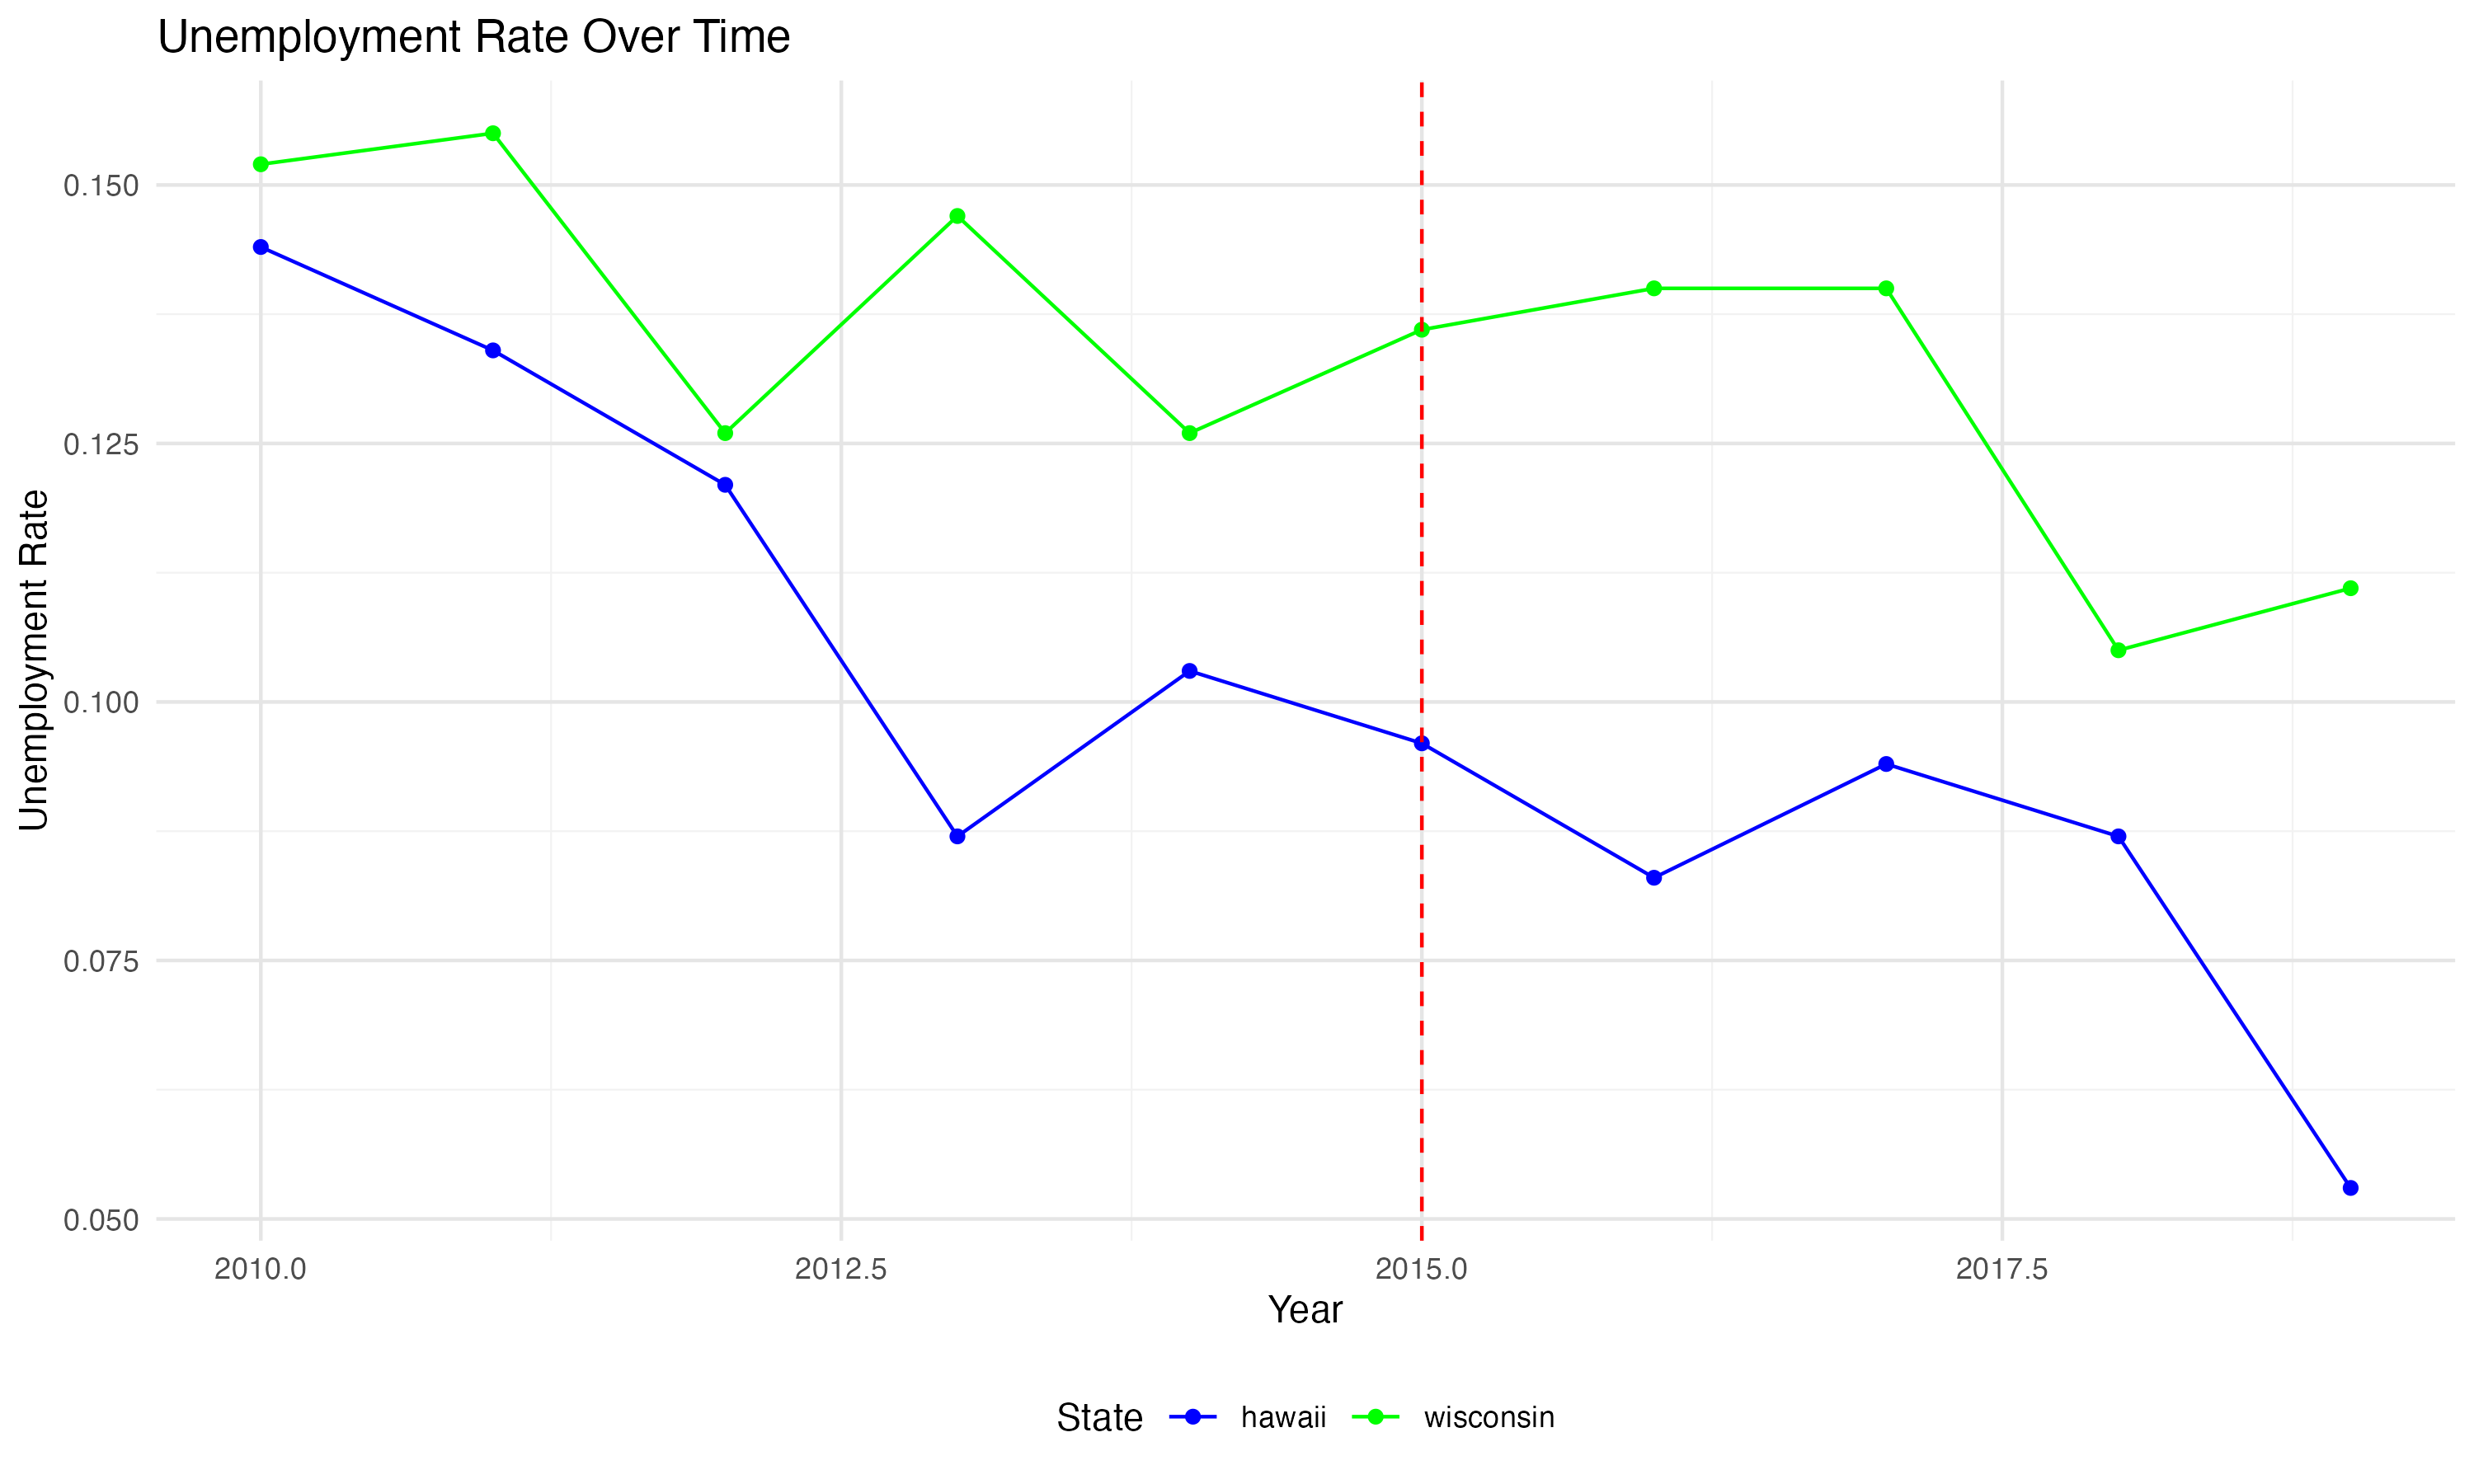 Unemployment Rate Over Time
Unemployment Rate
0.150
0.125
0.100
0.075
0.050
2010.0 2012.5 2015.0 2017.5
Year
State hawaii wisconsin